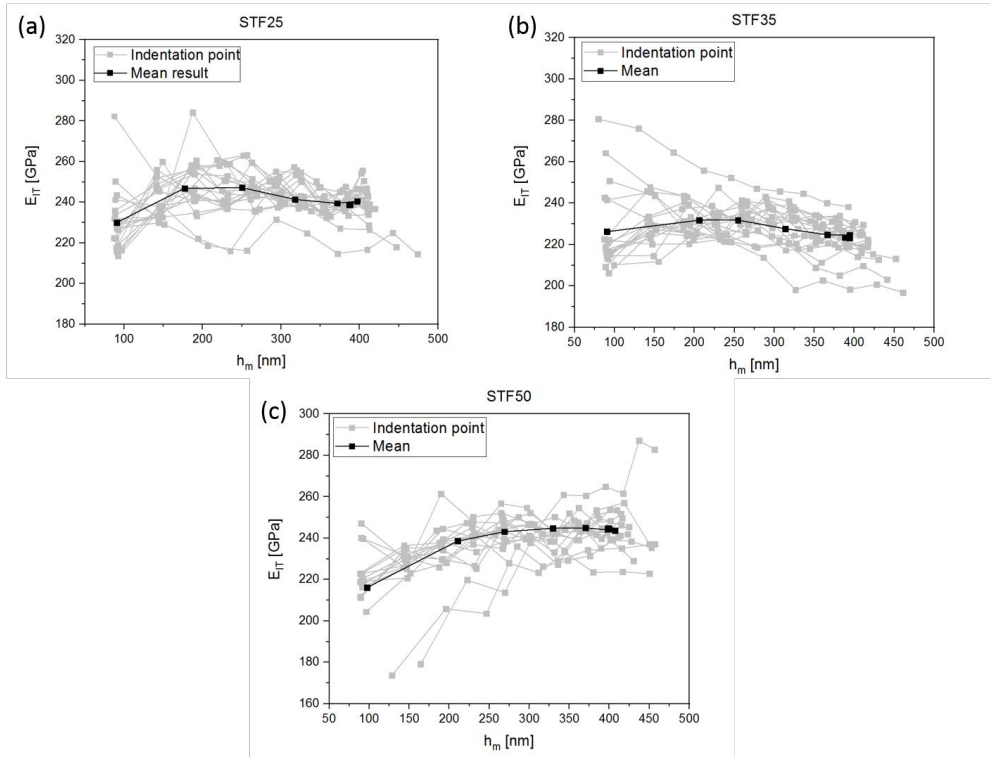 (a)
STF25
Indentation point
Mean result
320
300
280
260
240
220
200
180
E_IT [GPa]
100
200
300
400
500
h_m [nm]
(b)
STF35
Indentation point
Mean
320
300
280
260
240
220
200
180
E_IT [GPa]
50
100
150
200
250
300
350
400
450
500
h_m [nm]
(c)
STF50
Indentation point
Mean
300
280
260
240
220
200
180
160
E_IT [GPa]
50
100
150
200
250
300
350
400
450
500
h_m [nm]